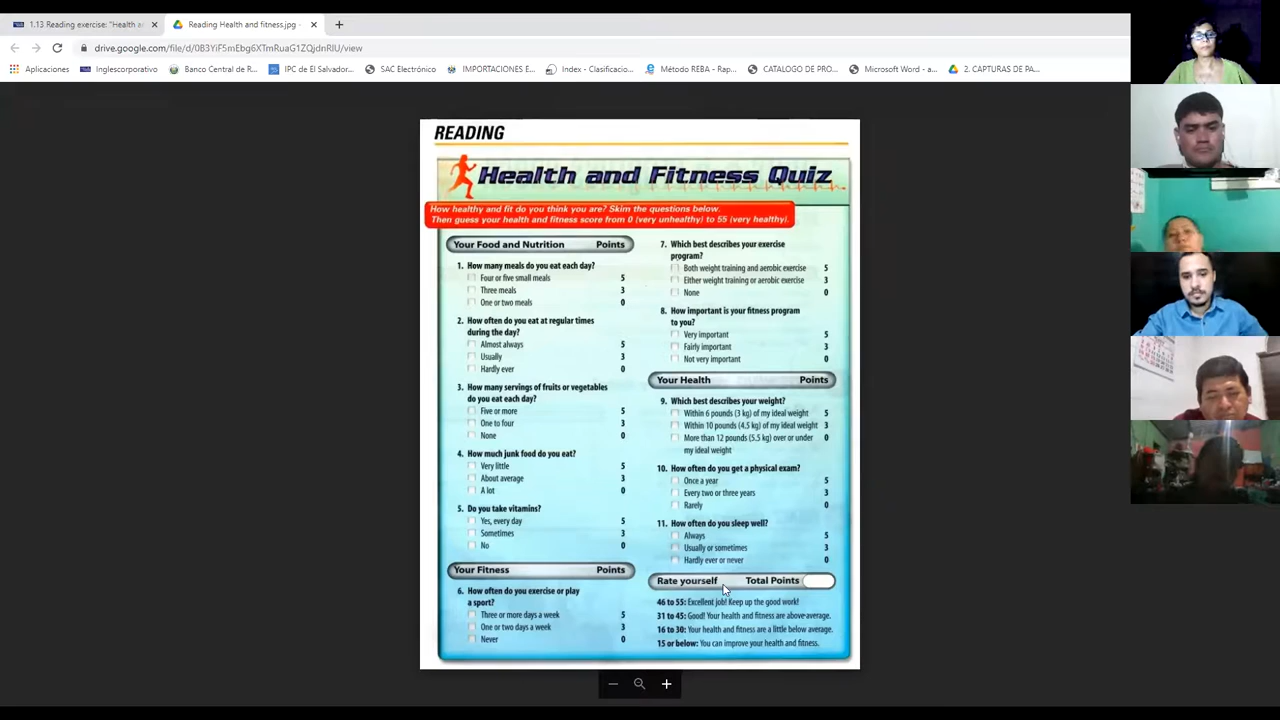 1.13 Reading exercise: "Health a
Reading Health and fitness.jpg
drive.google.com/file/d/0B3YiF5mEbg6XTmRuaG1ZQjdnRlU/view
Aplicaciones
Inglescorporativo
Banco Central de R...
IPC de El Salvador...
SAC Electrónico
IMPORTACIONES E...
Index - Clasificacio...
Método REBA - Rap...
CATALOGO DE PRO...
Microsoft Word - a...
2. CAPTURAS DE PA...
READING
Health and Fitness Quiz
How healthy and fit do you think you are? Skim the questions below.
Then guess your health and fitness score from 0 (very unhealthy) to 55 (very healthy).
Your Food and Nutrition Points
1. How many meals do you eat each day?
Four or five small meals 5
Three meals 3
One or two meals 0
2. How often do you eat at regular times
during the day?
Almost always 5
Usually 3
Hardly ever 0
3. How many servings of fruits or vegetables
do you eat each day?
Five or more 5
One to four 3
None 0
4. How much junk food do you eat?
Very little 5
About average 3
A lot 0
5. Do you take vitamins?
Yes, every day 5
Sometimes 3
No 0
Your Fitness Points
6. How often do you exercise or play
a sport?
Three or more days a week 5
One or two days a week 3
Never 0
7. Which best describes your exercise
program?
Both weight training and aerobic exercise 5
Either weight training or aerobic exercise 3
None 0
8. How important is your fitness program
to you?
Very important 5
Fairly important 3
Not very important 0
Your Health Points
9. Which best describes your weight?
Within 6 pounds (3 kg) of my ideal weight 5
Within 10 pounds (4.5 kg) of my ideal weight 3
More than 12 pounds (5.5 kg) over or under 0
my ideal weight
10. How often do you get a physical exam?
Once a year 5
Every two or three years 3
Rarely 0
11. How often do you sleep well?
Always 5
Usually or sometimes 3
Hardly ever or never 0
Rate yourself Total Points
46 to 55: Excellent job! Keep up the good work!
31 to 45: Good! Your health and fitness are above average.
16 to 30: Your health and fitness are a little below average.
15 or below: You can improve your health and fitness.